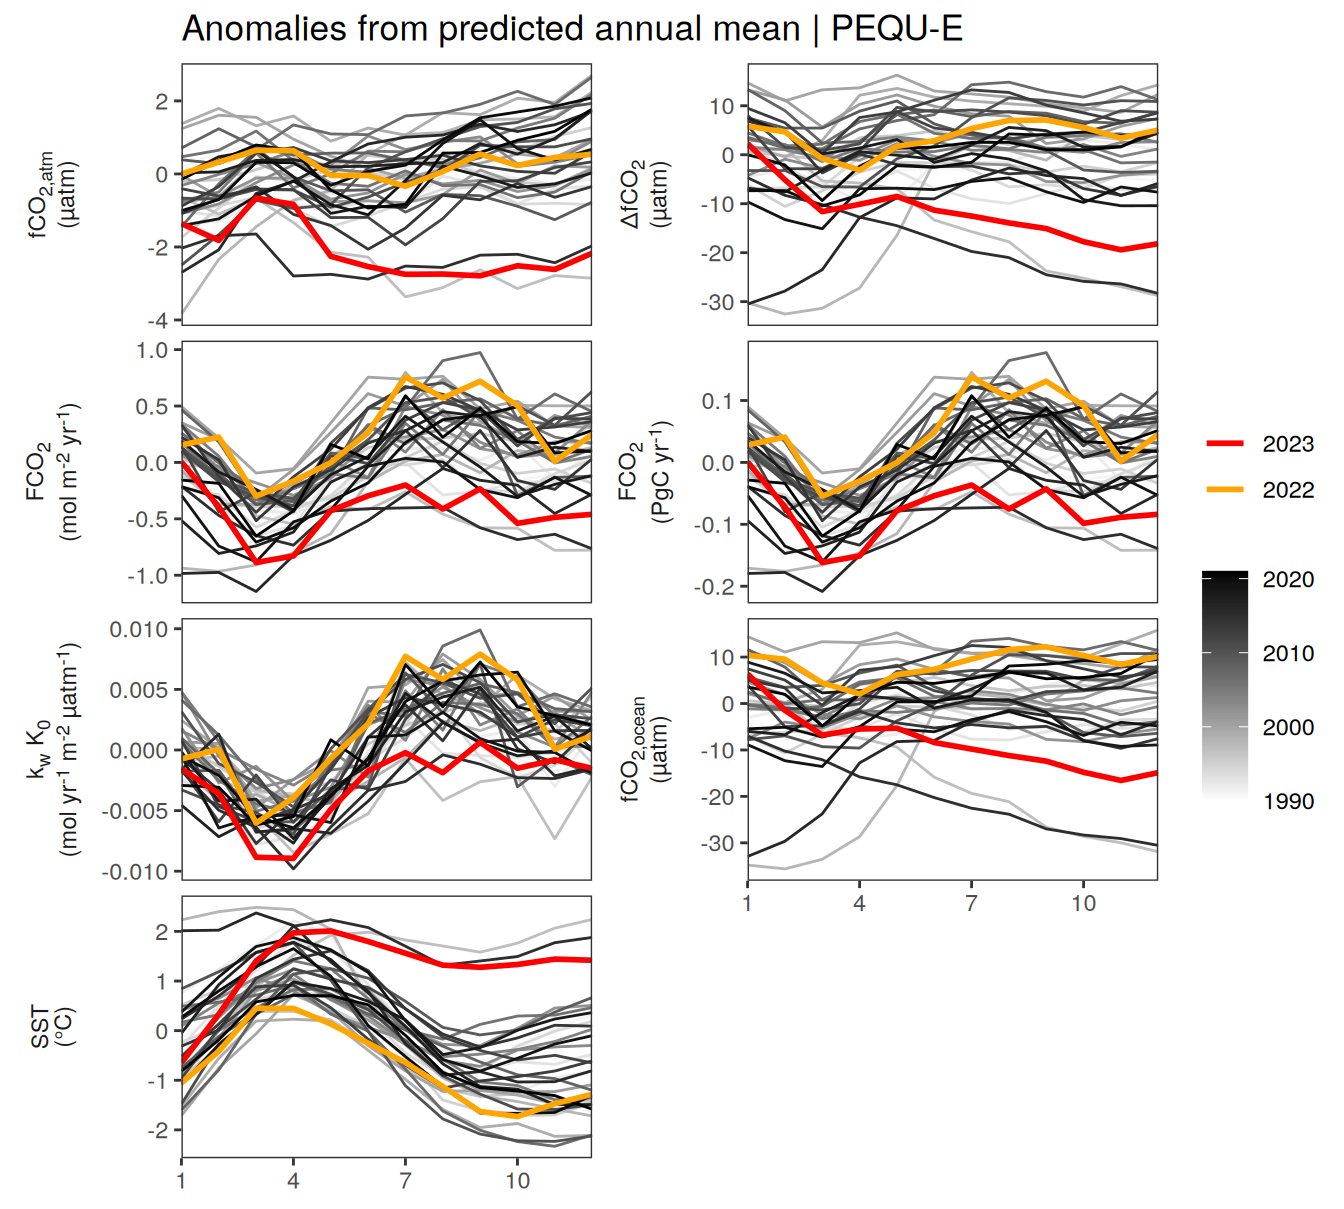 Anomalies from predicted annual mean | PEQU-E
fCO2,atm
(µatm)
2
0
-2
-4
ΔfCO2
(µatm)
10
0
-10
-20
-30
FCO2
(mol m-2 yr-1)
1.0
0.5
0.0
-0.5
-1.0
FCO2
(PgC yr-1)
0.1
0.0
-0.1
-0.2
kw K0
(mol yr-1 m-2 µatm-1)
0.010
0.005
0.000
-0.005
-0.010
fCO2,ocean
(µatm)
10
0
-10
-20
-30
1 4 7 10
SST
(°C)
2
1
0
-1
-2
1 4 7 10
2023
2022
2020
2010
2000
1990